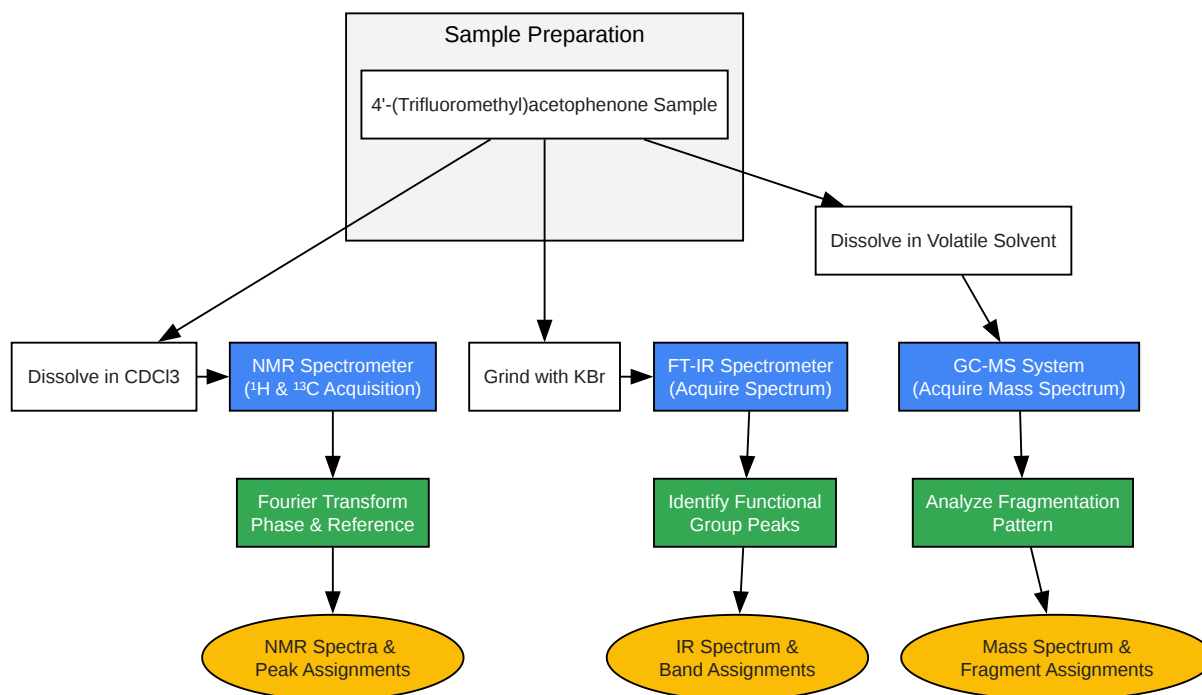 Sample Preparation
4'-(Trifluoromethyl)acetophenone Sample
Dissolve in Volatile Solvent
Dissolve in CDCl3
NMR Spectrometer
(¹H & ¹³C Acquisition)
Grind with KBr
FT-IR Spectrometer
(Acquire Spectrum)
GC-MS System
(Acquire Mass Spectrum)
Fourier Transform
Phase & Reference
Identify Functional
Group Peaks
Analyze Fragmentation
Pattern
NMR Spectra &
Peak Assignments
IR Spectrum &
Band Assignments
Mass Spectrum &
Fragment Assignments